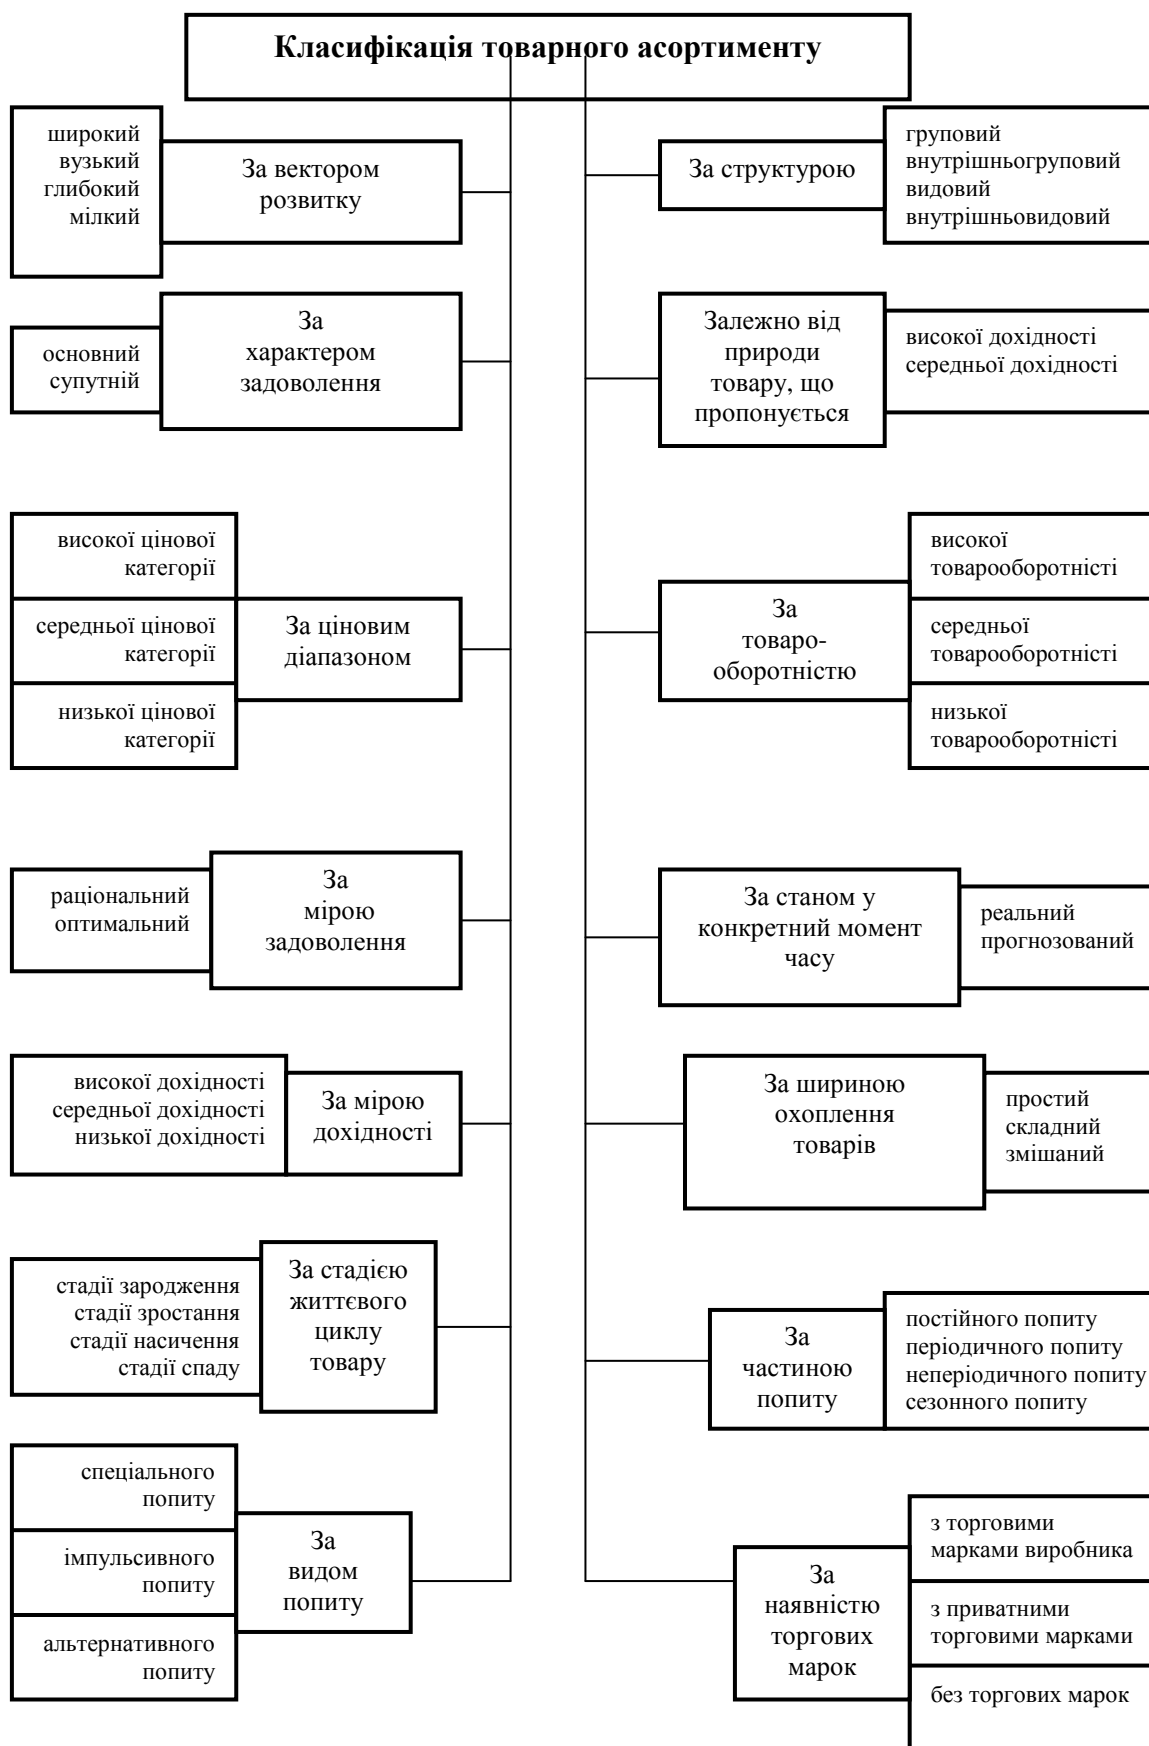 Класифікація товарного асортименту
широкий
вузький
глибокий
мілкий
За вектором
розвитку
За структурою
груповий
внутрішньогруповий
видовий
внутрішньовидовий
основний
супутній
За
характером
задоволення
Залежно від
природи
товару, що
пропонується
високої дохідності
середньої дохідності
високої цінової
категорії
середньої цінової
категорії
низької цінової
категорії
За ціновим
діапазоном
За
товаро-
оборотністю
високої
товарооборотністі
середньої
товарооборотністі
низької
товарооборотністі
раціональний
оптимальний
За
мірою
задоволення
За станом у
конкретний момент
часу
реальний
прогнозований
високої дохідності
середньої дохідності
низької дохідності
За мірою
дохідності
За шириною
охоплення
товарів
простий
складний
змішаний
стадії зародження
стадії зростання
стадії насичення
стадії спаду
За стадією
життєвого
циклу
товару
За
частиною
попиту
постійного попиту
періодичного попиту
неперіодичного попиту
сезонного попиту
спеціального
попиту
імпульсивного
попиту
альтернативного
попиту
За
видом
попиту
За
наявністю
торгових
марок
з торговими
марками виробника
з приватними
торговими марками
без торгових марок